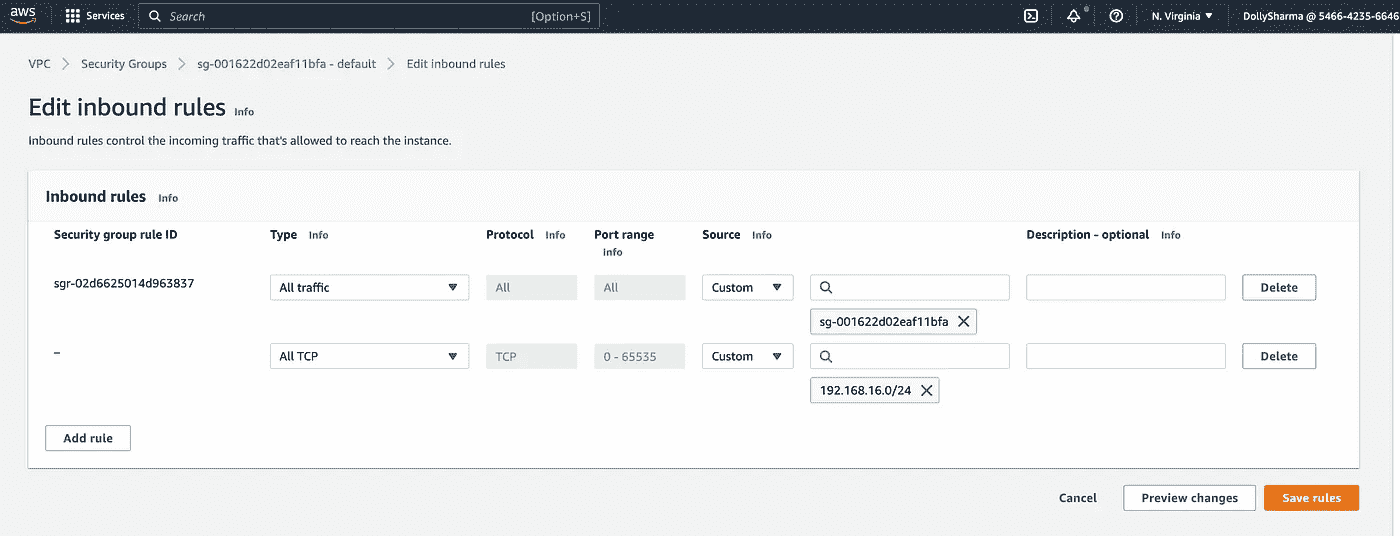 aws Services Search [Option+S] N. Virginia ▼ DollySharma @ 5466-4235-6646
VPC > Security Groups > sg-001622d02eaf11bfa - default > Edit inbound rules
Edit inbound rules Info
Inbound rules control the incoming traffic that's allowed to reach the instance.
Inbound rules Info
Security group rule ID Type Info Protocol Info Port range Source Info Description - optional Info
Info
sgr-02d6625014d963837 All traffic ▼ All All Custom ▼ Delete
sg-001622d02eaf11bfa X
– All TCP ▼ TCP 0 - 65535 Custom ▼ Delete
192.168.16.0/24 X
Add rule
Cancel Preview changes Save rules